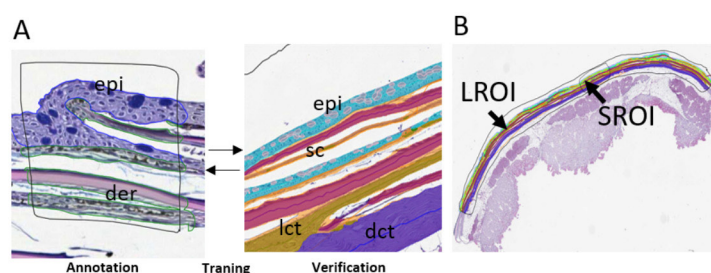 A
epi
der
epi
sc
lct
dct
Annotation
Traning
Verification
B
LROI
SROI